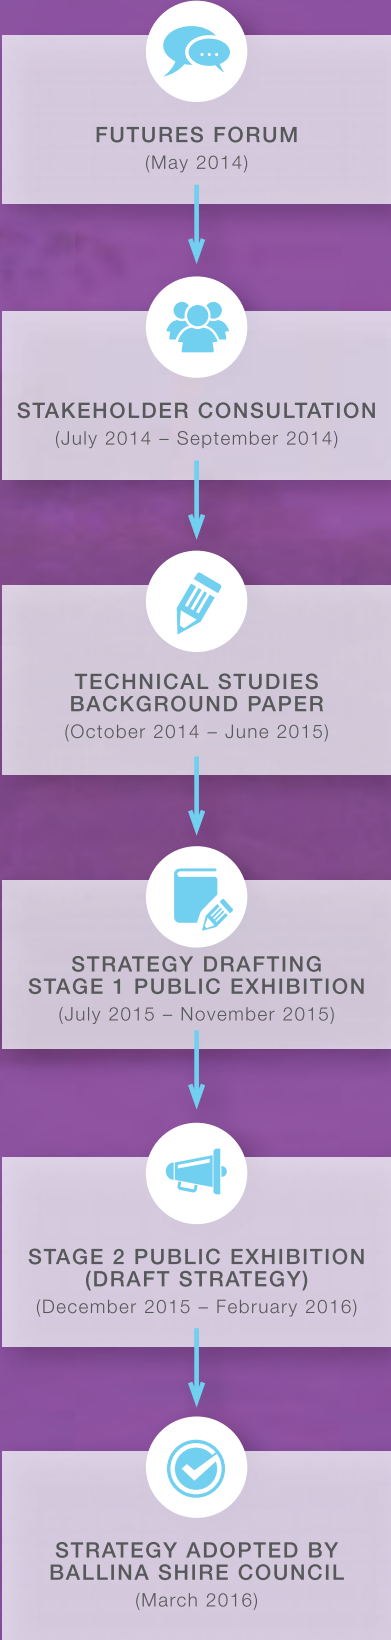 FUTURES FORUM
(May 2014)
STAKEHOLDER CONSULTATION
(July 2014 – September 2014)
TECHNICAL STUDIES
BACKGROUND PAPER
(October 2014 – June 2015)
STRATEGY DRAFTING
STAGE 1 PUBLIC EXHIBITION
(July 2015 – November 2015)
STAGE 2 PUBLIC EXHIBITION
(DRAFT STRATEGY)
(December 2015 – February 2016)
STRATEGY ADOPTED BY
BALLINA SHIRE COUNCIL
(March 2016)